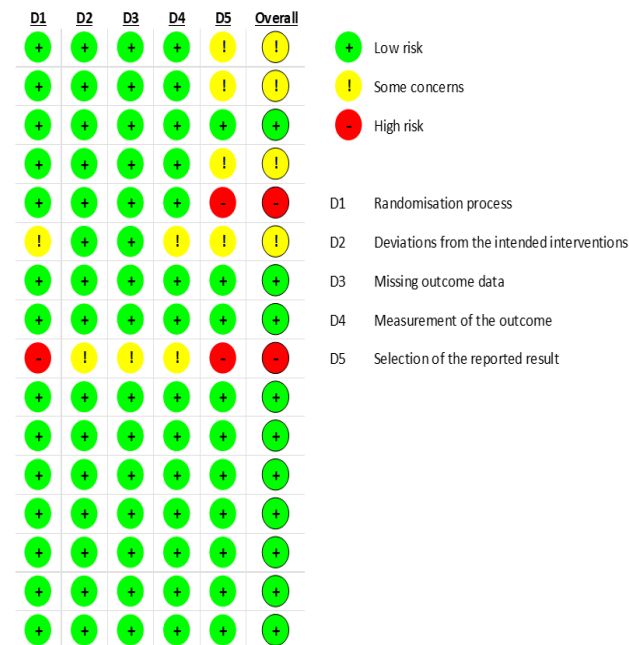 D1 D2 D3 D4 D5 Overall
+ + + + ! !
+ + + + ! !
+ + + + + +
+ + + + ! !
+ + + + - -
! + + ! ! !
+ + + + + +
+ + + + + +
- ! ! ! - -
+ + + + + +
+ + + + + +
+ + + + + +
+ + + + + +
+ + + + + +
+ + + + + +
+ + + + + +
+ Low risk
! Some concerns
- High risk
D1 Randomisation process
D2 Deviations from the intended interventions
D3 Missing outcome data
D4 Measurement of the outcome
D5 Selection of the reported result